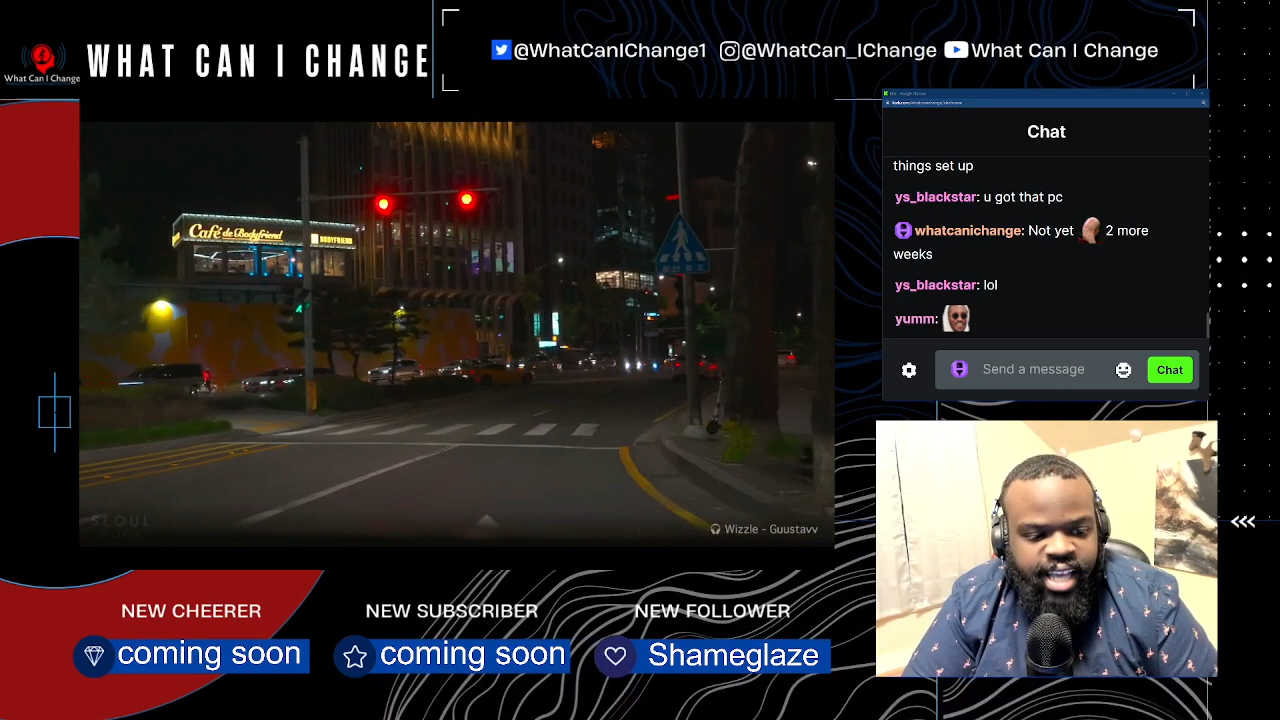 What Can I Change
WHAT CAN I CHANGE
@WhatCanIChange1 @WhatCan_IChange What Can I Change
Café de Bodyfriend BODYFRIEND
SEOUL
Wizzle - Guustavv
Chat
things set up
ys_blackstar: u got that pc
whatcanichange: Not yet 2 more
weeks
ys_blackstar: lol
yumm:
Send a message
Chat
NEW CHEERER
coming soon
NEW SUBSCRIBER
coming soon
NEW FOLLOWER
Shameglaze